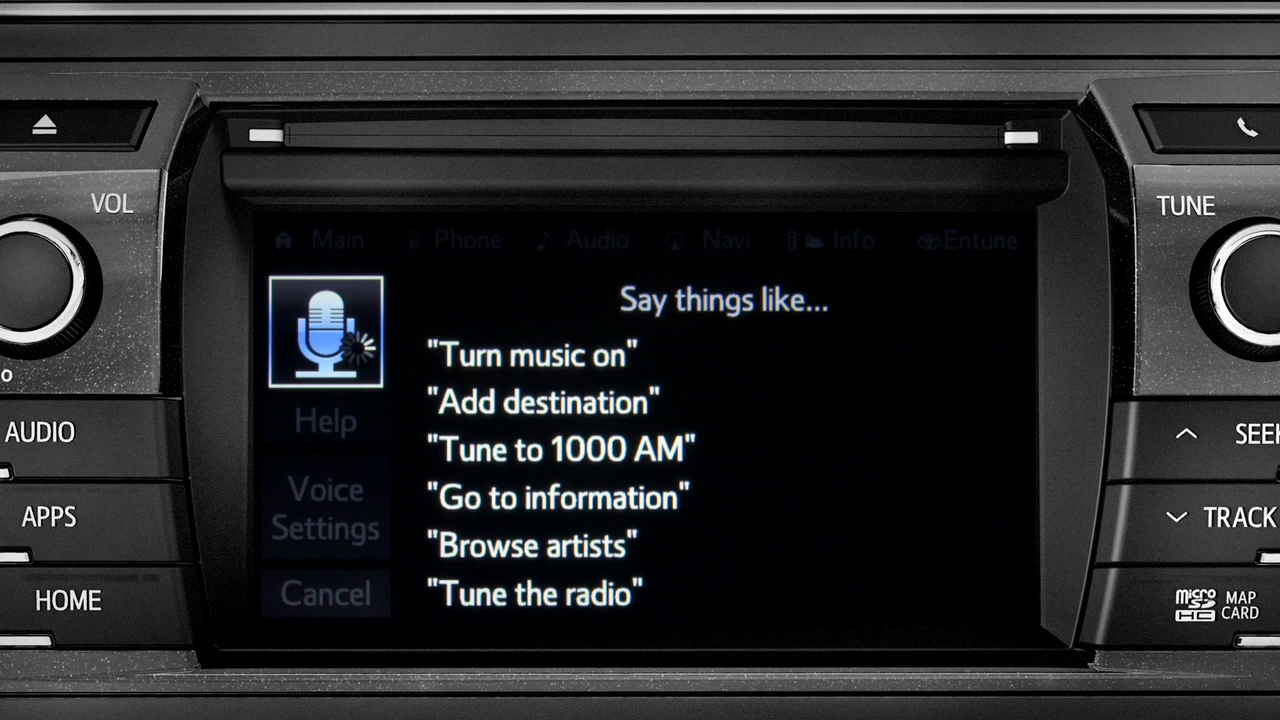 VOL
TUNE
Main Phone Audio Navi Info Entune
Say things like...
"Turn music on"
"Add destination"
"Tune to 1000 AM"
"Go to information"
"Browse artists"
"Tune the radio"
Help
Voice
Settings
Cancel
o
AUDIO
APPS
HOME
SEEK
TRACK
micro
SD
HC
MAP
CARD